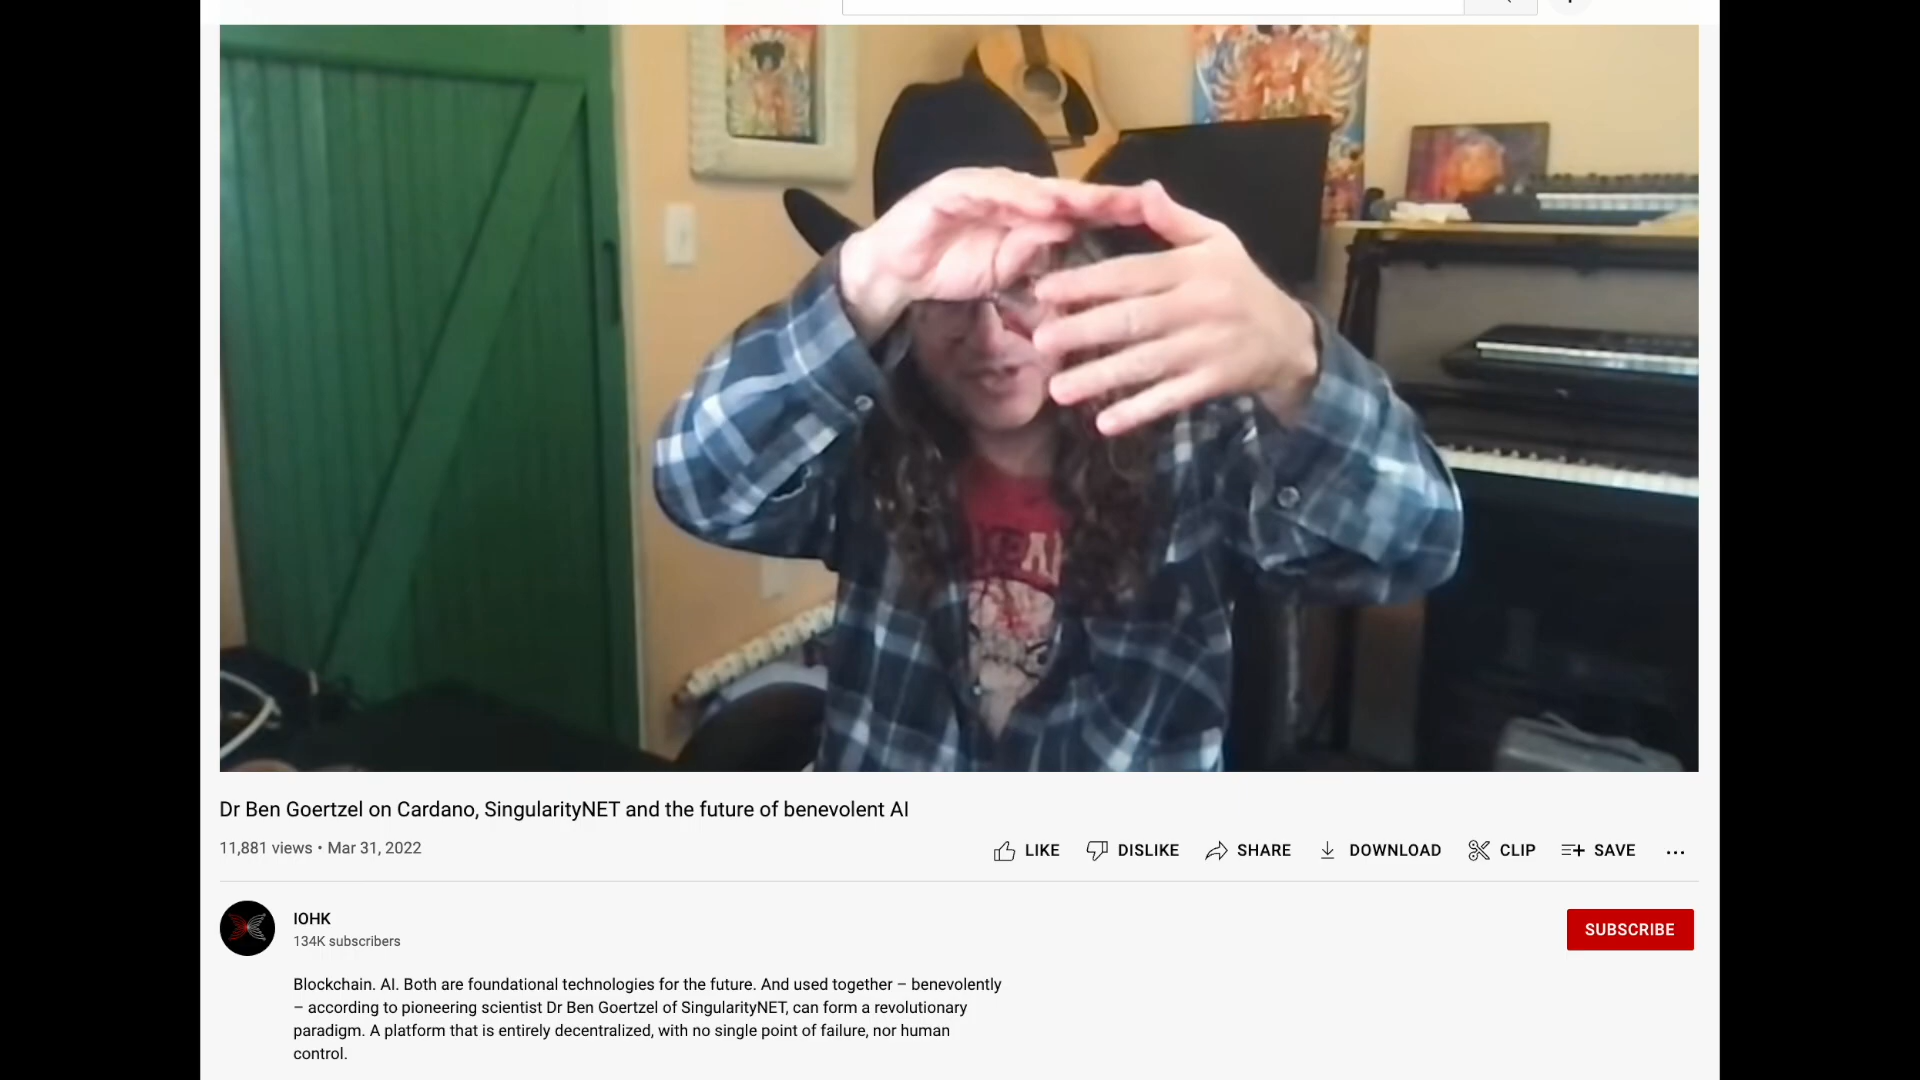 Dr Ben Goertzel on Cardano, SingularityNET and the future of benevolent AI
11,881 views • Mar 31, 2022
LIKE
DISLIKE
SHARE
DOWNLOAD
CLIP
SAVE
IOHK
134K subscribers
SUBSCRIBE
Blockchain. AI. Both are foundational technologies for the future. And used together – benevolently
– according to pioneering scientist Dr Ben Goertzel of SingularityNET, can form a revolutionary
paradigm. A platform that is entirely decentralized, with no single point of failure, nor human
control.